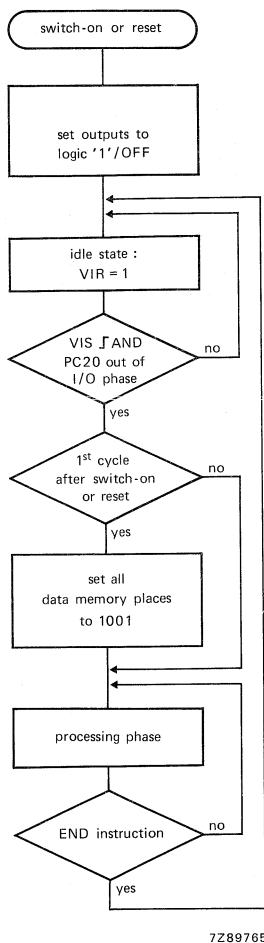 switch-on or reset
set outputs to
logic '1'/OFF
idle state :
VIR = 1
VIS ⎍ AND
PC20 out of
I/O phase
no
yes
1st cycle
after switch-on
or reset
no
yes
set all
data memory places
to 1001
processing phase
END instruction
no
yes
7Z89765